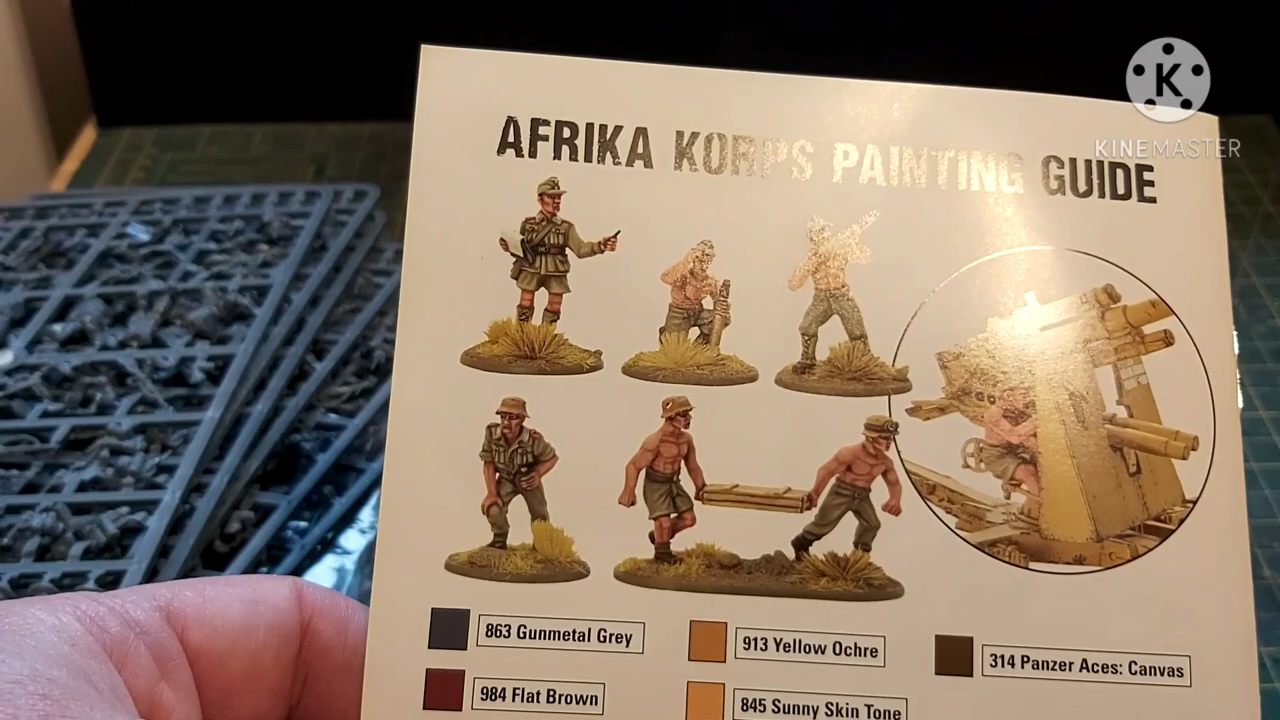 K
KINEMASTER
AFRIKA KORPS PAINTING GUIDE
863 Gunmetal Grey
913 Yellow Ochre
314 Panzer Aces: Canvas
984 Flat Brown
845 Sunny Skin Tone